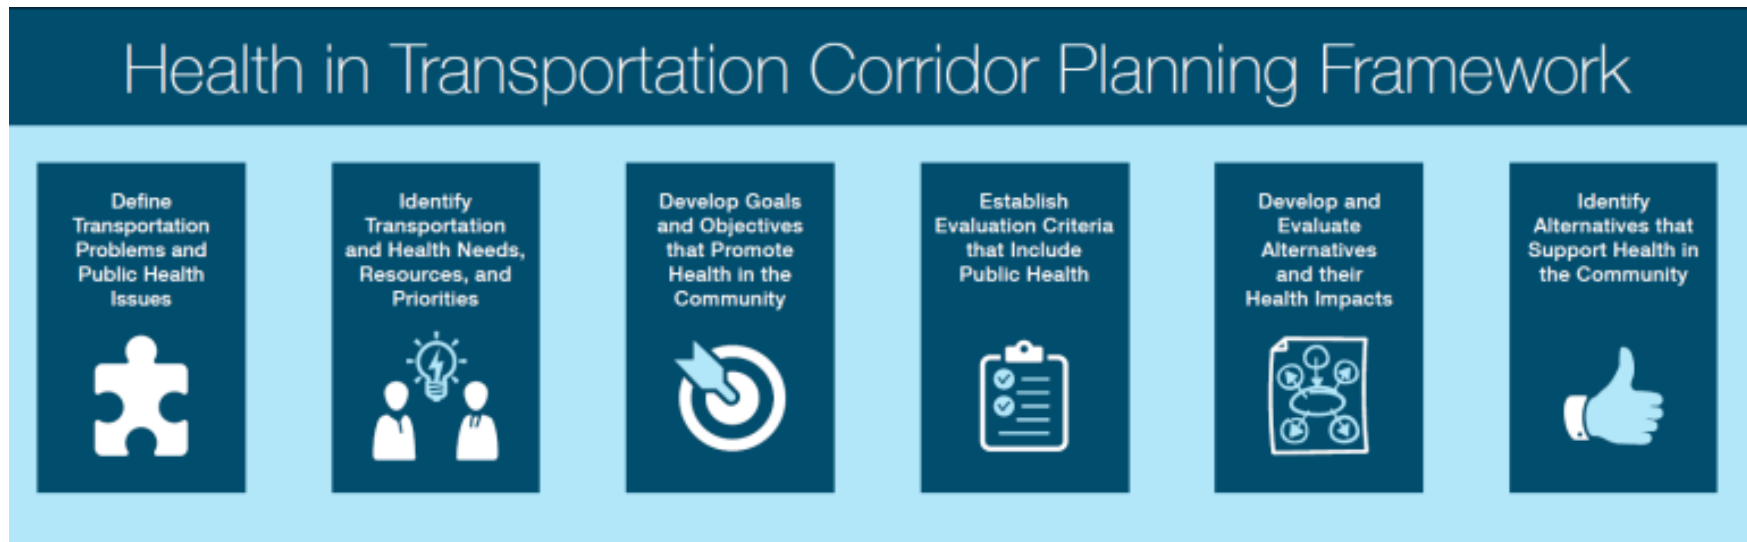 Health in Transportation Corridor Planning Framework
Define
Transportation
Problems and
Public Health
Issues
Identify
Transportation
and Health Needs,
Resources, and
Priorities
Develop Goals
and Objectives
that Promote
Health in the
Community
Establish
Evaluation Criteria
that Include
Public Health
Develop and
Evaluate
Alternatives
and their
Health Impacts
Identify
Alternatives that
Support Health in
the Community